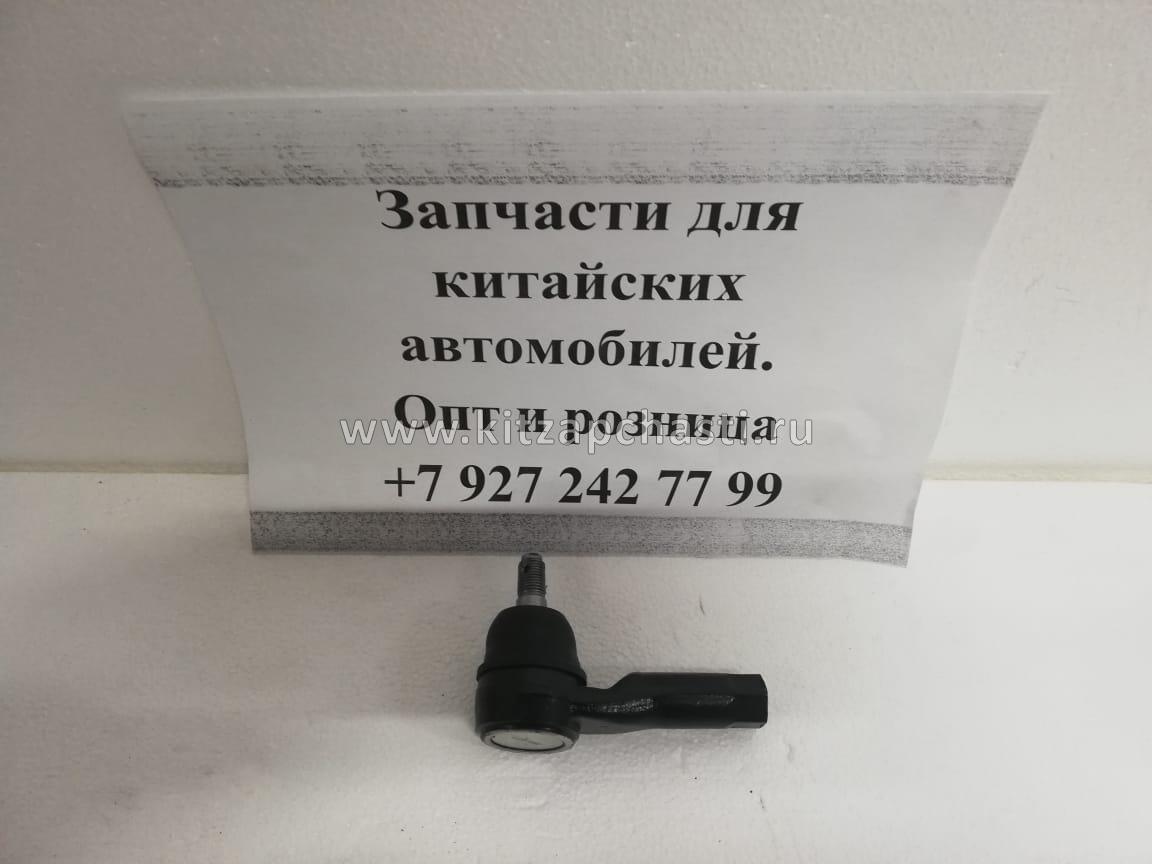 Запчасти для
китайских
автомобилей.
Опт и розница
www.kitzapchasti.ru
+7 927 242 77 99